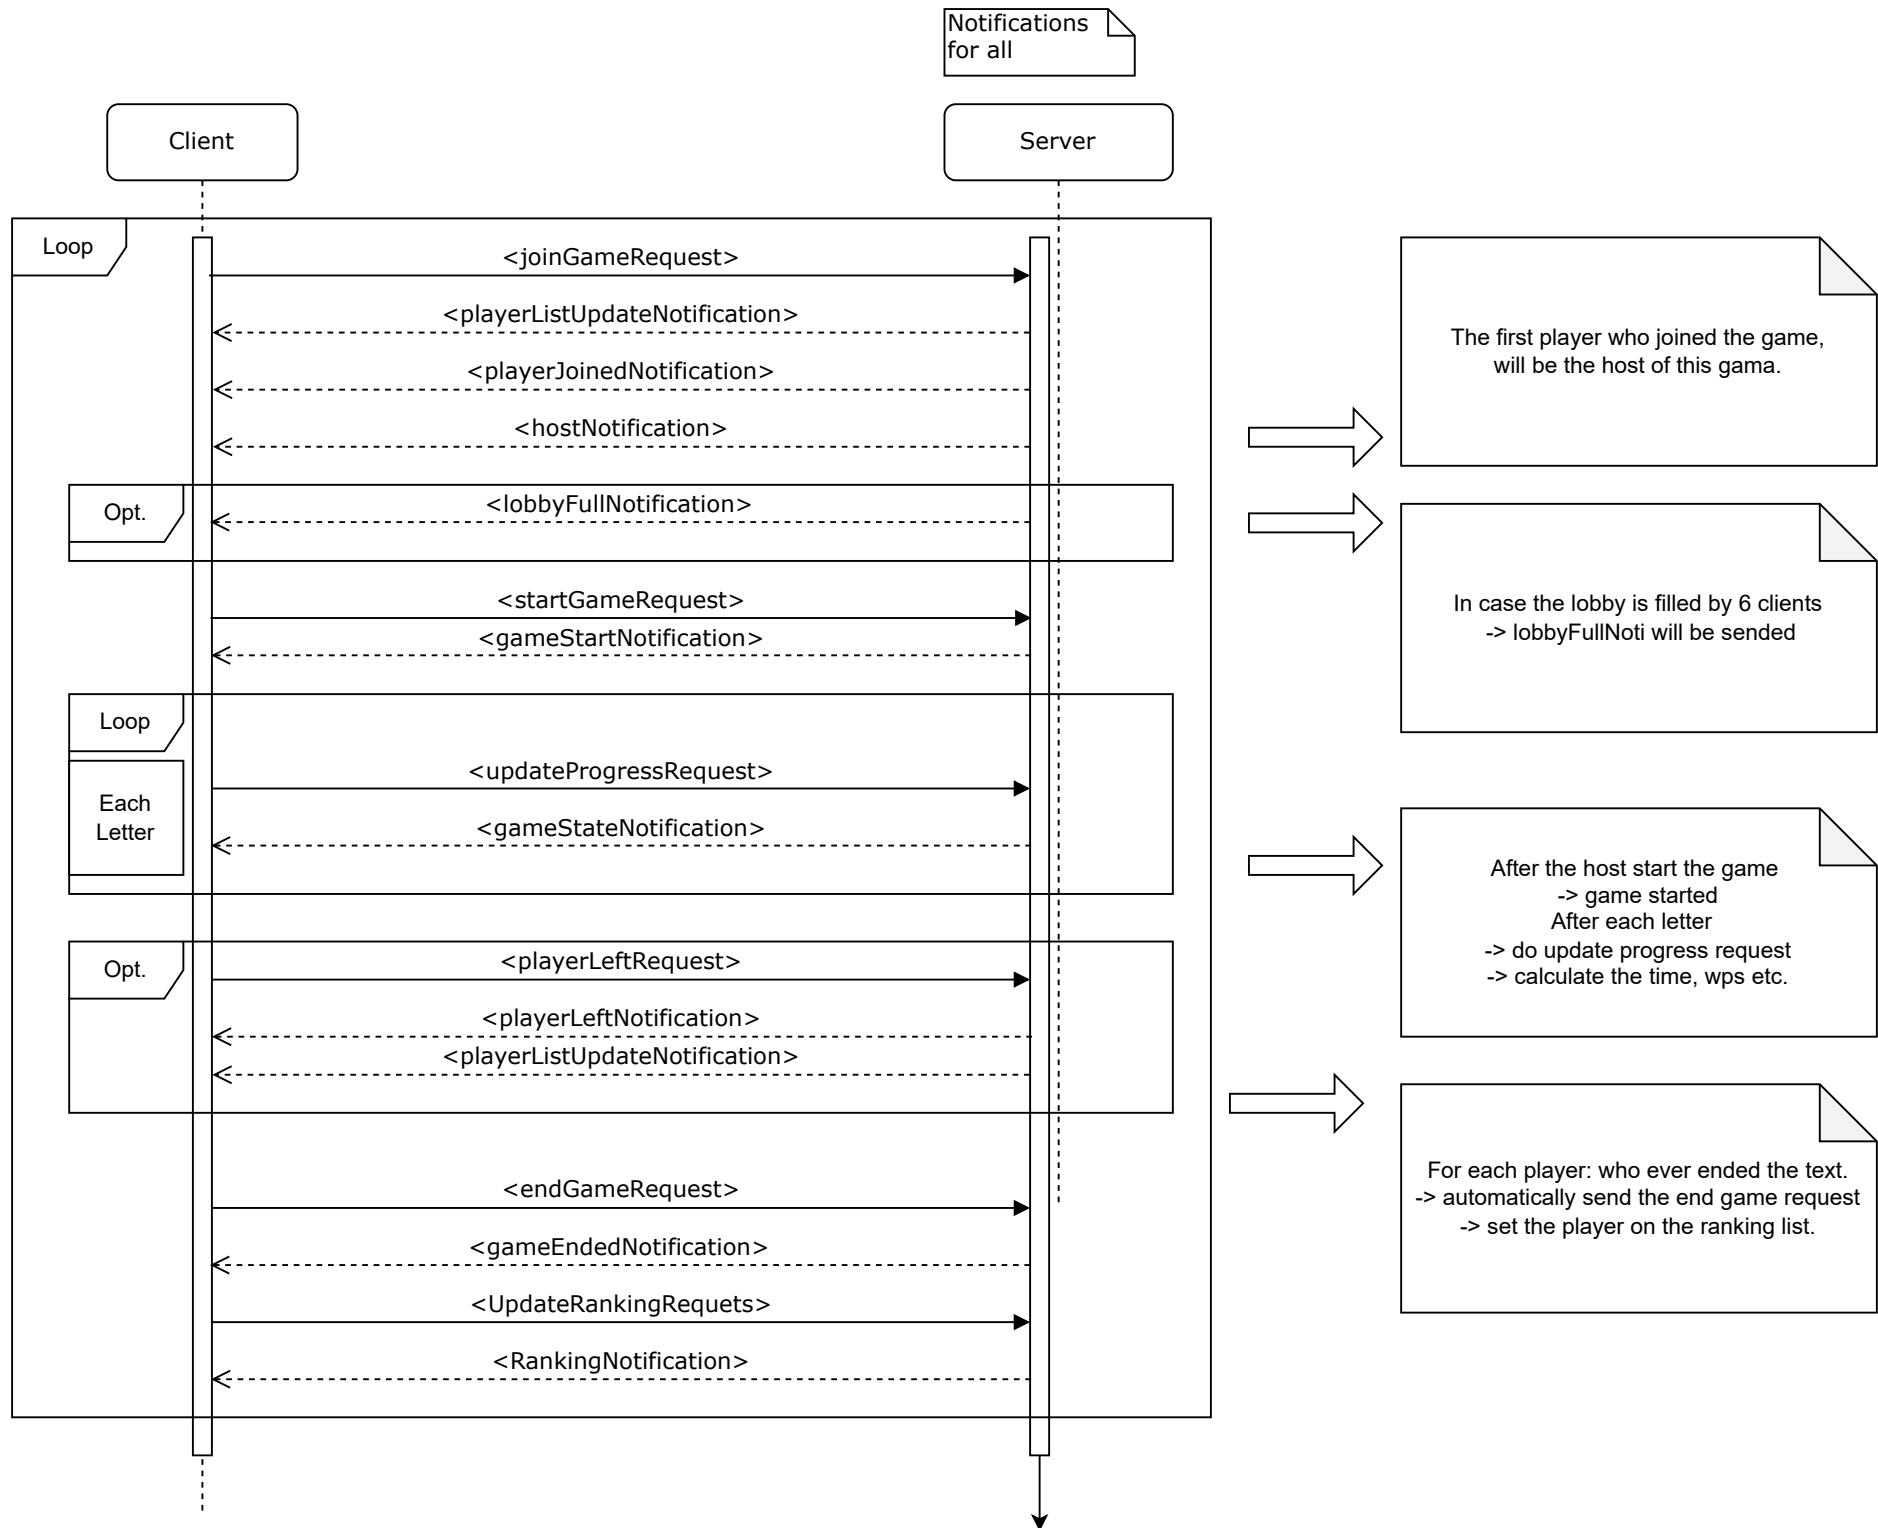 Notifications
for all
Client
Server
Loop
<joinGameRequest>
<playerListUpdateNotification>
<playerJoinedNotification>
<hostNotification>
The first player who joined the game,
will be the host of this gama.
Opt.
<lobbyFullNotification>
In case the lobby is filled by 6 clients
-> lobbyFullNoti will be sended
<startGameRequest>
<gameStartNotification>
Loop
Each
Letter
<updateProgressRequest>
<gameStateNotification>
After the host start the game
-> game started
After each letter
-> do update progress request
-> calculate the time, wps etc.
Opt.
<playerLeftRequest>
<playerLeftNotification>
<playerListUpdateNotification>
For each player: who ever ended the text.
-> automatically send the end game request
-> set the player on the ranking list.
<endGameRequest>
<gameEndedNotification>
<UpdateRankingRequets>
<RankingNotification>